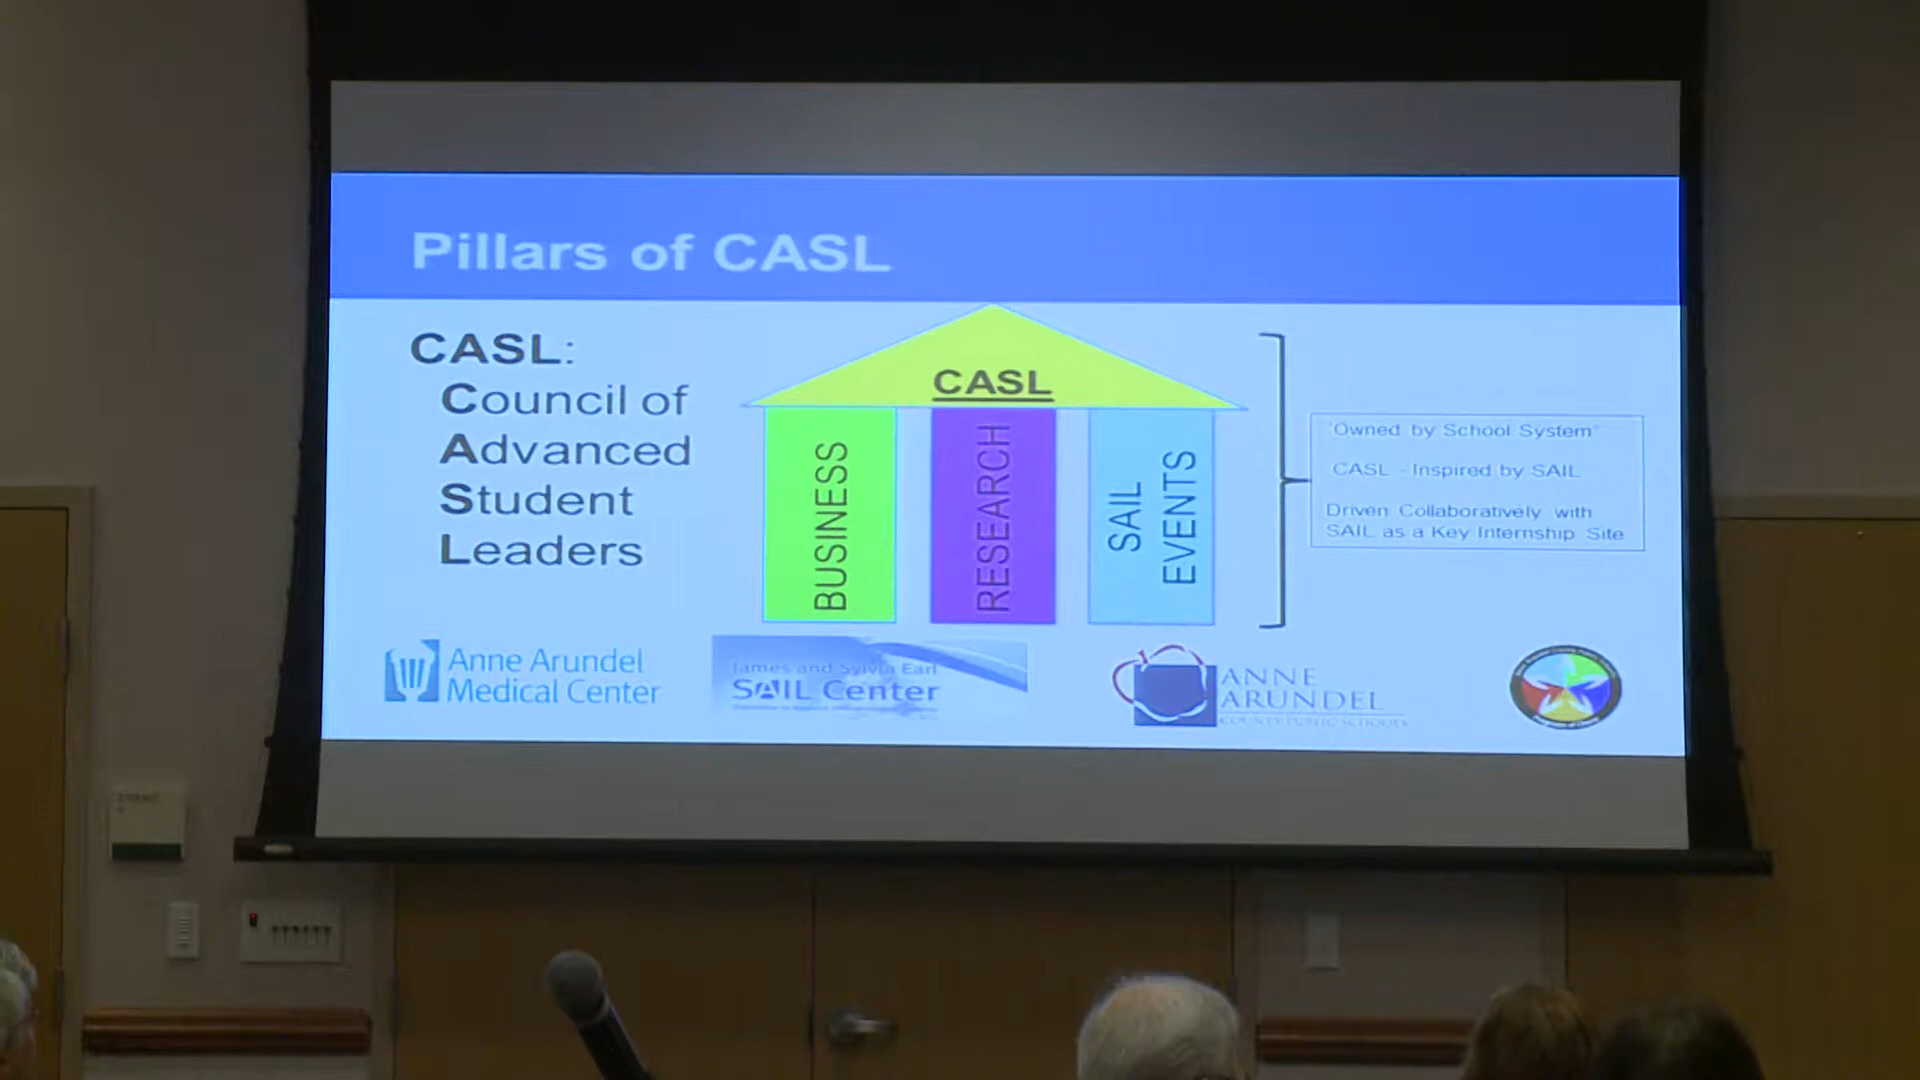 Pillars of CASL
CASL:
Council of
Advanced
Student
Leaders
CASL
BUSINESS
RESEARCH
SAIL
EVENTS
"Owned by School System"
CASL - Inspired by SAIL
Driven Collaboratively with
SAIL as a Key Internship Site
Anne Arundel
Medical Center
James and Sylvia Earl
SAIL Center
ANNE
ARUNDEL
COUNTY PUBLIC SCHOOLS